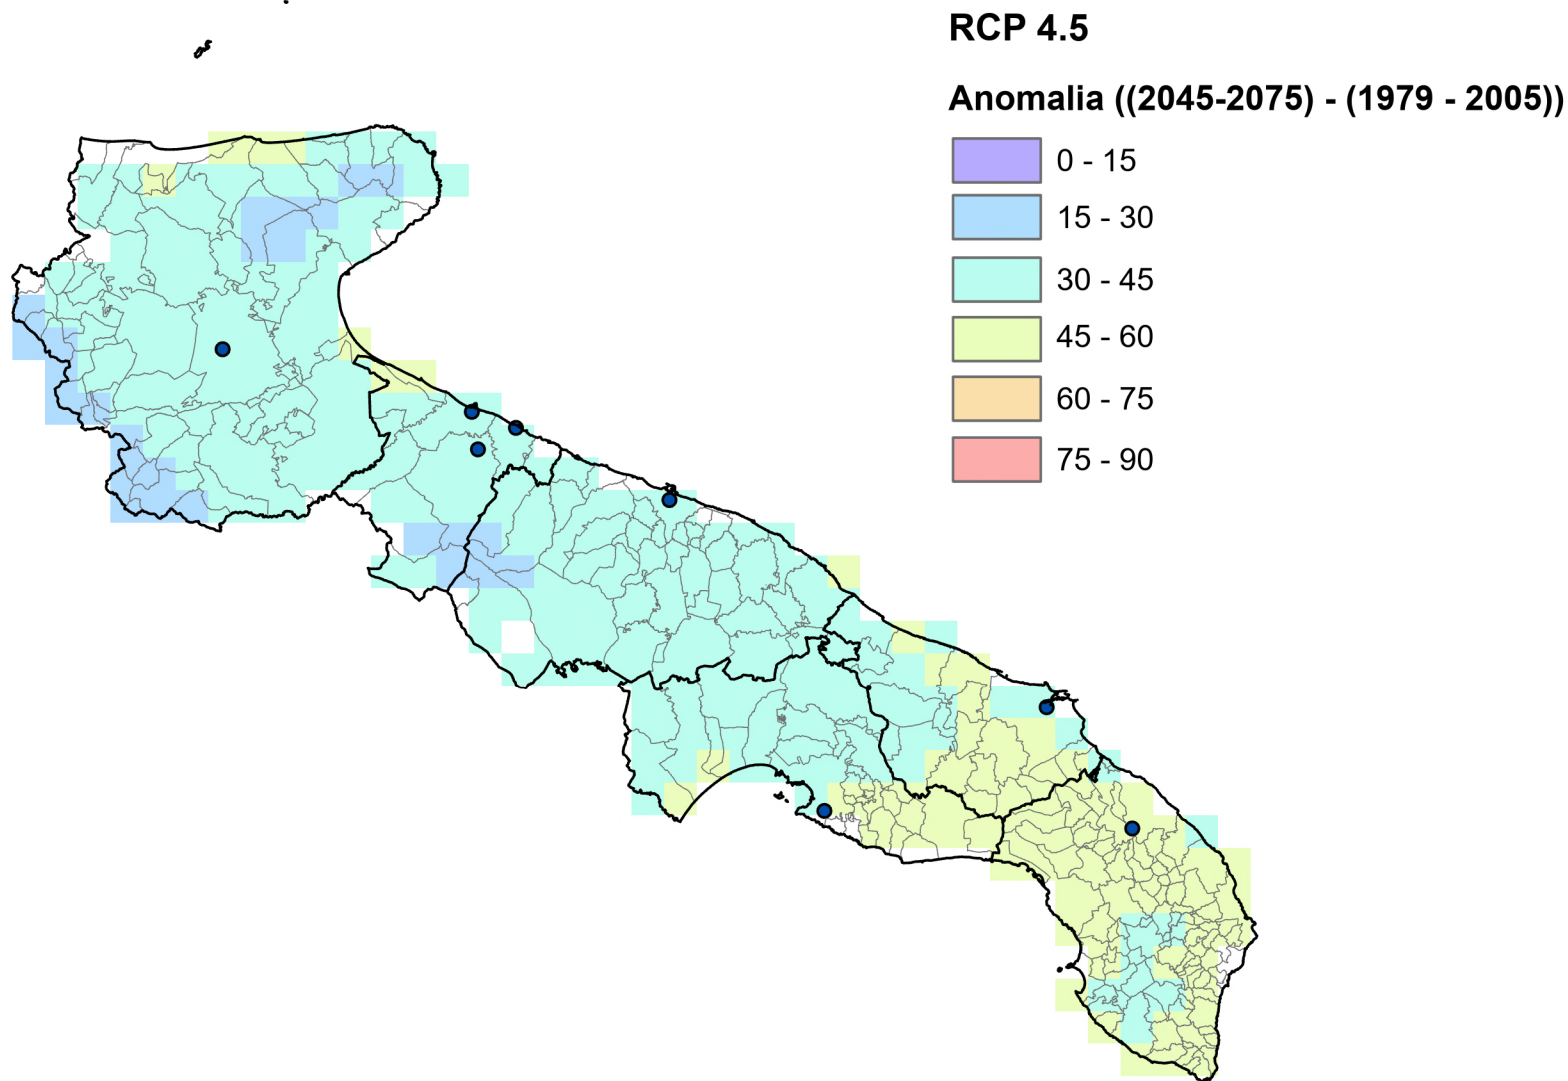 RCP 4.5
Anomalia ((2045-2075) - (1979 - 2005))
0 - 15
15 - 30
30 - 45
45 - 60
60 - 75
75 - 90